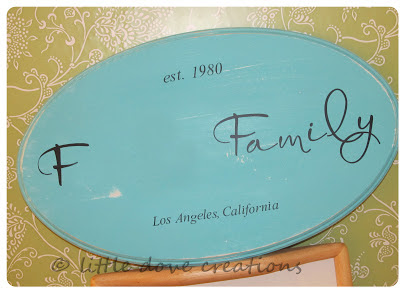 est. 1980
F Family
Los Angeles, California
© little dove creations